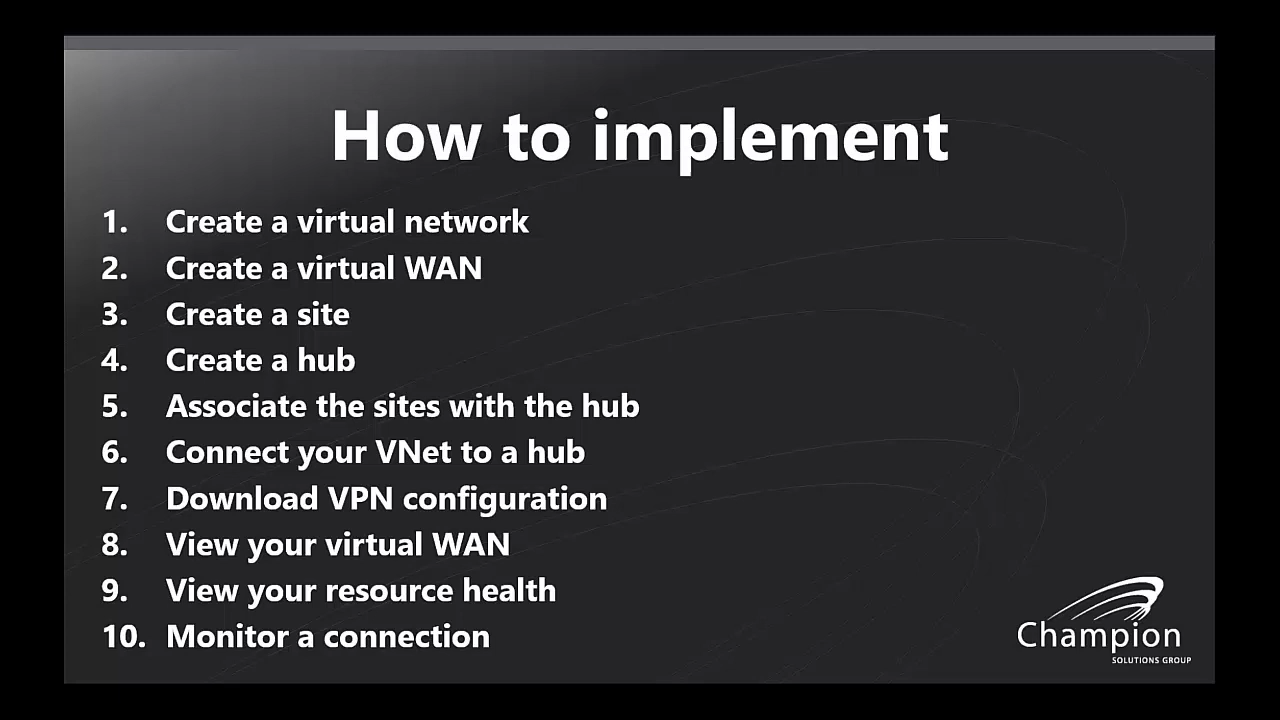 How to implement
1. Create a virtual network
2. Create a virtual WAN
3. Create a site
4. Create a hub
5. Associate the sites with the hub
6. Connect your VNet to a hub
7. Download VPN configuration
8. View your virtual WAN
9. View your resource health
10. Monitor a connection
Champion
SOLUTIONS GROUP